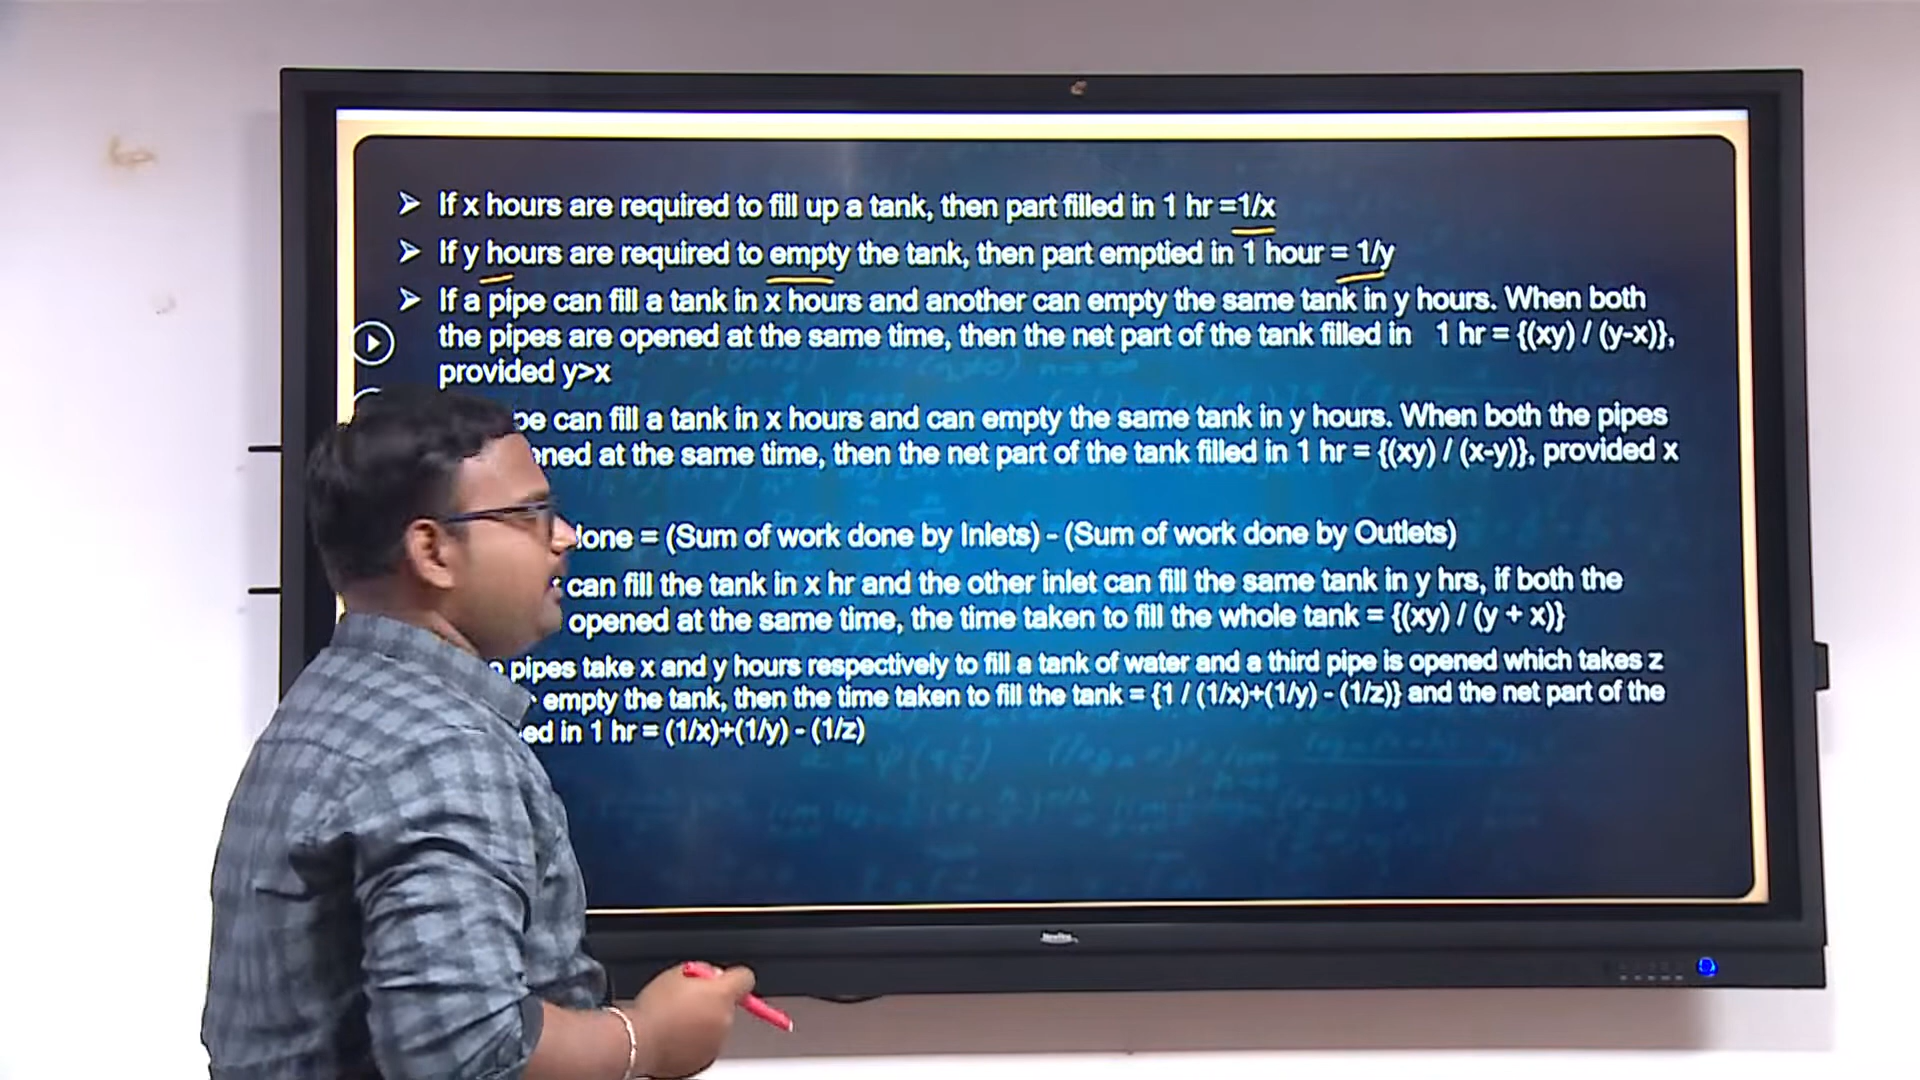 ➤ If x hours are required to fill up a tank, then part filled in 1 hr =1/x
➤ If y hours are required to empty the tank, then part emptied in 1 hour = 1/y
➤ If a pipe can fill a tank in x hours and another can empty the same tank in y hours. When both
the pipes are opened at the same time, then the net part of the tank filled in 1 hr = {(xy) / (y-x)},
provided y>x
can fill a tank in x hours and can empty the same tank in y hours. When both the pipes
at the same time, then the net part of the tank filled in 1 hr = {(xy) / (x-y)}, provided x
= (Sum of work done by Inlets) - (Sum of work done by Outlets)
can fill the tank in x hr and the other inlet can fill the same tank in y hrs, if both the
opened at the same time, the time taken to fill the whole tank = {(xy) / (y + x)}
pipes take x and y hours respectively to fill a tank of water and a third pipe is opened which takes z
empty the tank, then the time taken to fill the tank = {1 / (1/x)+(1/y) - (1/z)} and the net part of the
in 1 hr = (1/x)+(1/y) - (1/z)